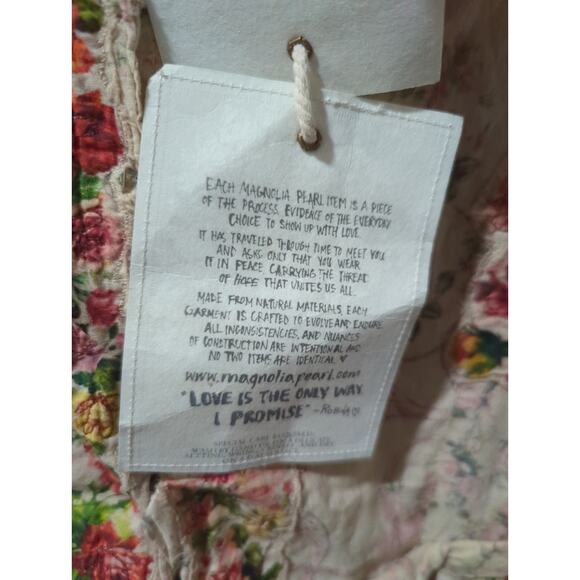 EACH MAGNOLIA PEARL ITEM IS A PIECE
OF THE PROCESS, EVIDENCE OF THE EVERYDAY
CHOICE TO SHOW UP WITH LOVE.
IT HAS TRAVELED THROUGH TIME TO MEET YOU
AND ASKS ONLY THAT YOU WEAR
IT IN PEACE CARRYING THE THREAD
OF HOPE THAT UNITES US ALL.
MADE FROM NATURAL MATERIALS, EACH
GARMENT IS CRAFTED TO EVOLVE AND ENDURE
ALL INCONSISTENCIES, AND NUANCES
OF CONSTRUCTION ARE INTENTIONAL AND
NO TWO ITEMS ARE IDENTICAL ♥
www.magnoliapearl.com
"LOVE IS THE ONLY WAY.
I PROMISE" -ROBIN
SPECIAL CARE REQUIRED: